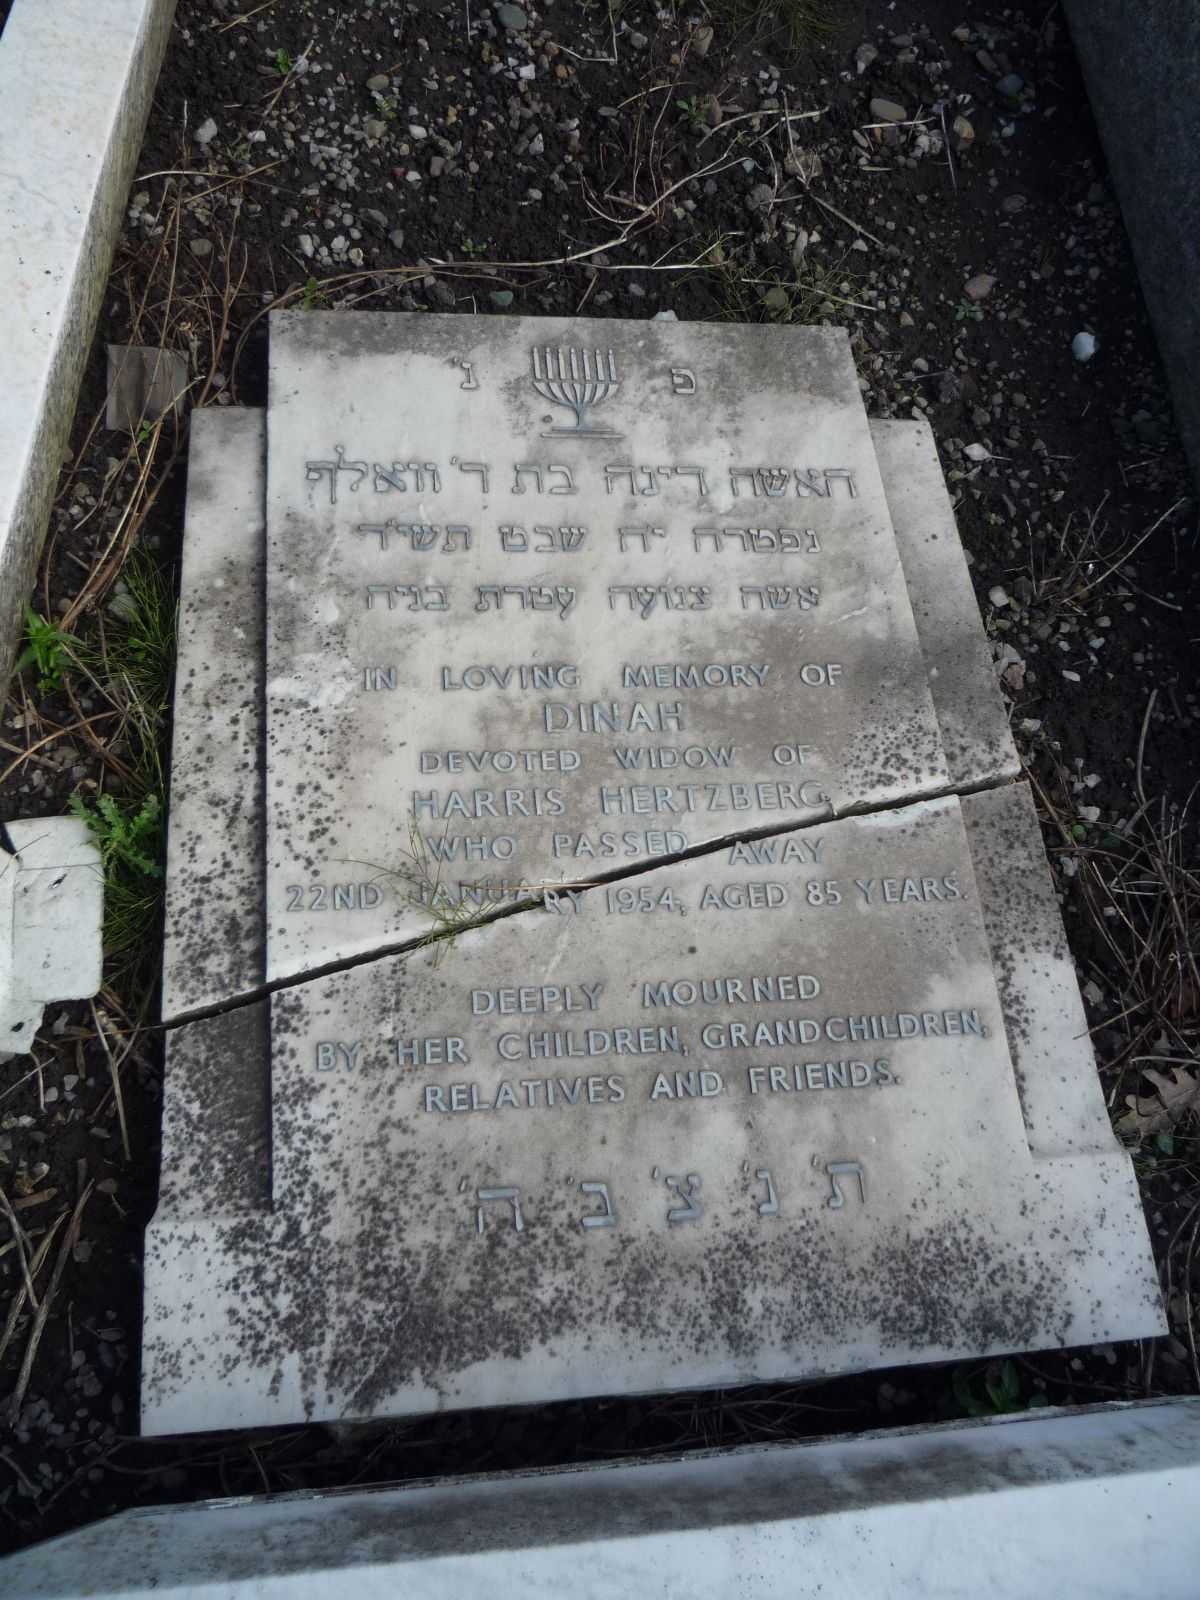 פ נ'
האשה דינה בת ר' וואלף
נפטרה י"ח שבט תשי"ד
אשה צנועה עטרת בניה
IN LOVING MEMORY OF
DINAH
DEVOTED WIDOW OF
HARRIS HERTZBERG
WHO PASSED AWAY
22ND JANUARY 1954, AGED 85 YEARS.
DEEPLY MOURNED
BY HER CHILDREN, GRANDCHILDREN,
RELATIVES AND FRIENDS.
ת' נ' צ' ב' ה'